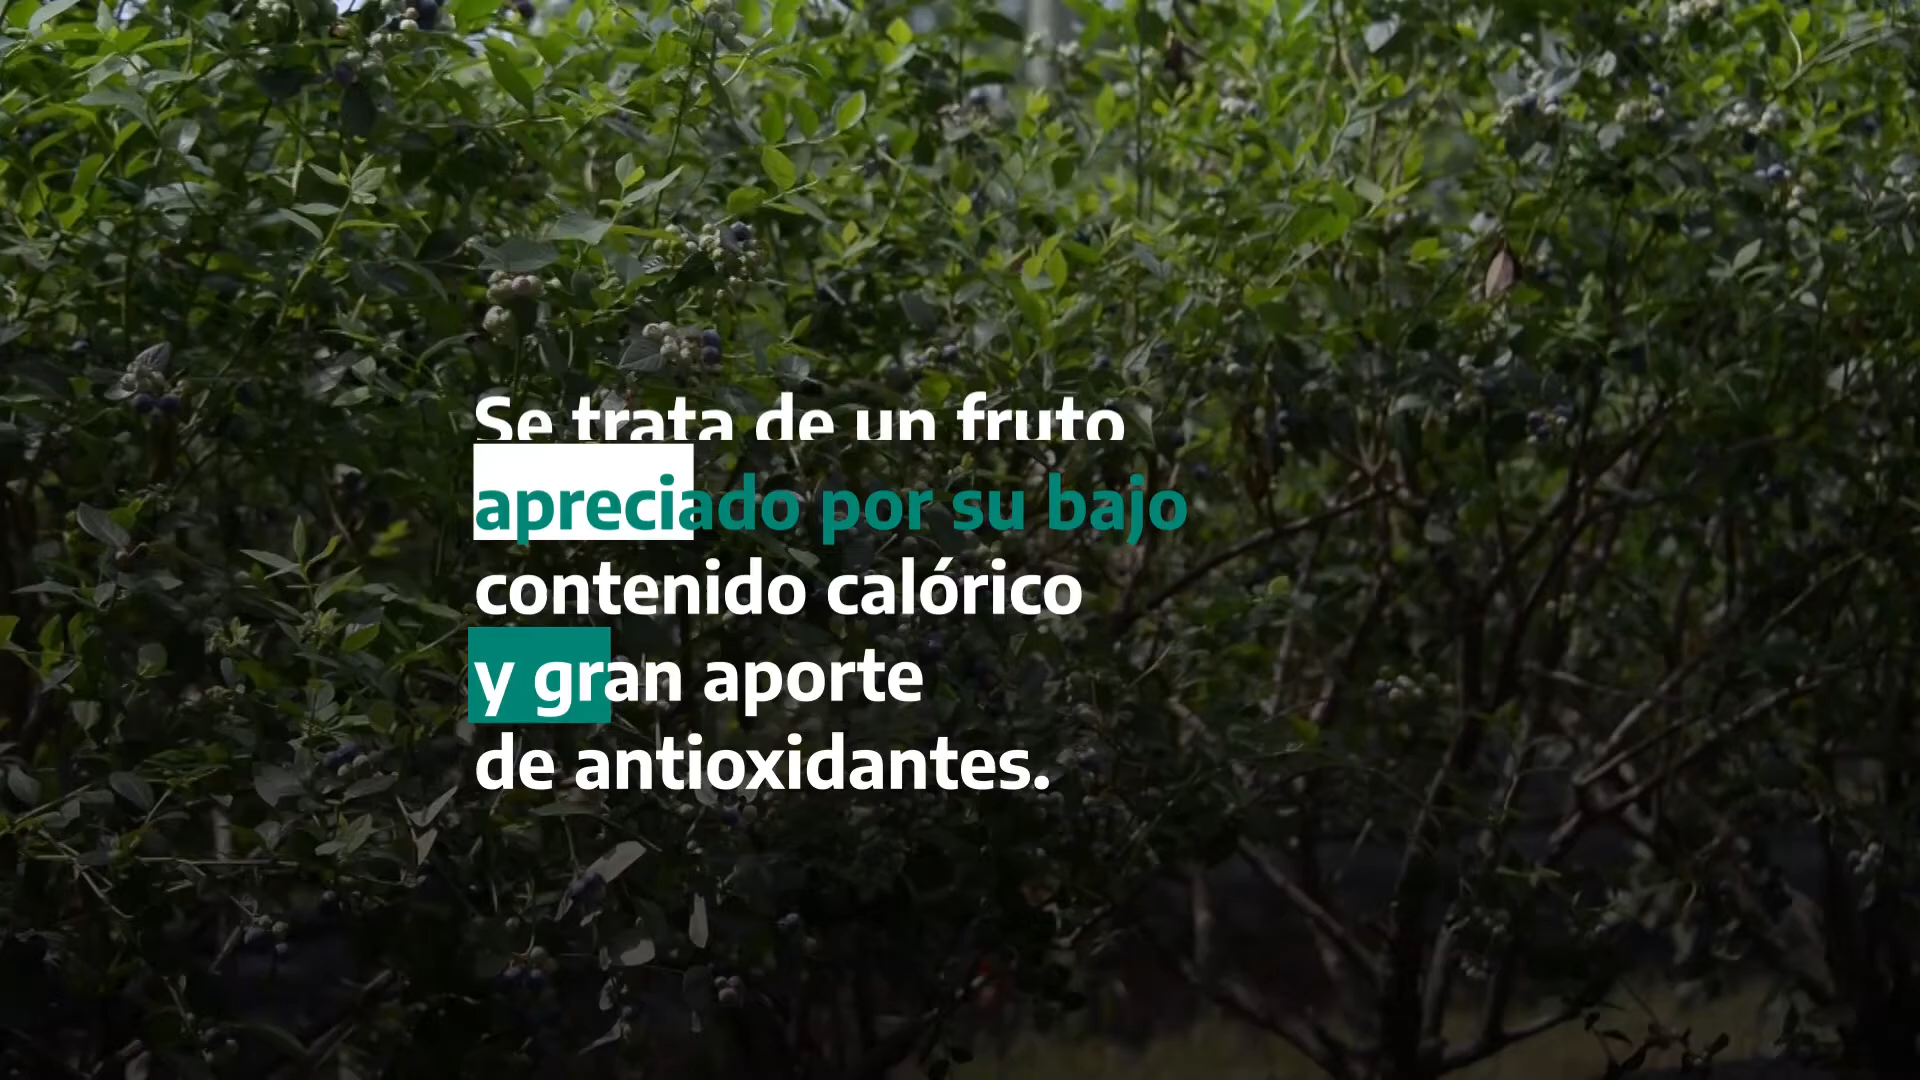 Se trata de un fruto
apreciado por su bajo
contenido calórico
y gran aporte
de antioxidantes.